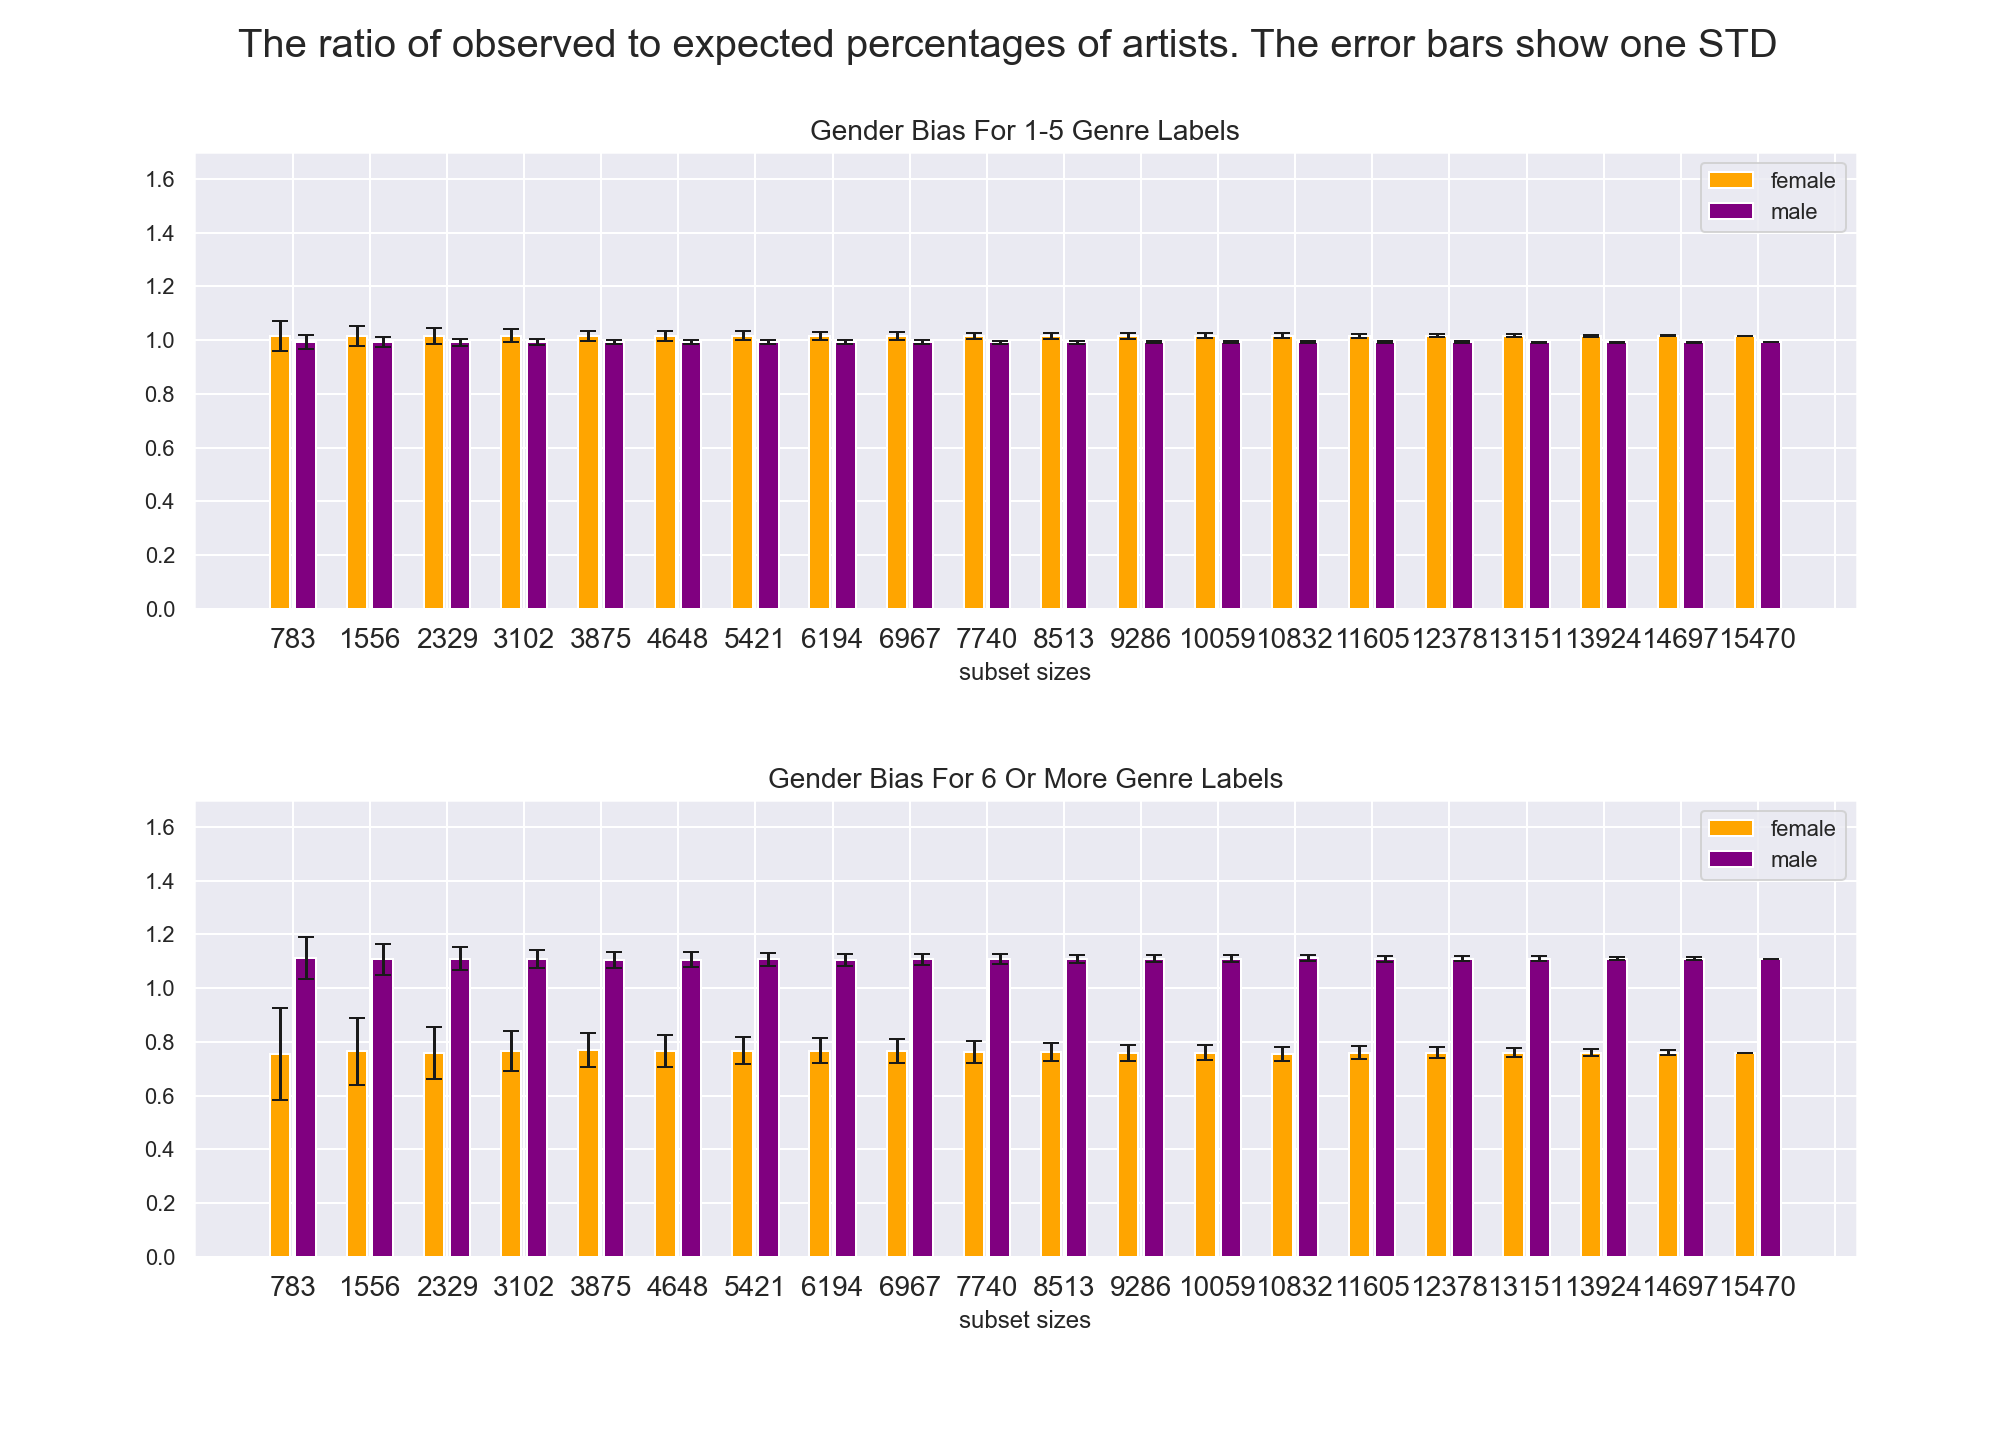 The ratio of observed to expected percentages of artists. The error bars show one STD
Gender Bias For 1-5 Genre Labels
1.6
1.4
1.2
1.0
0.8
0.6
0.4
0.2
0.0
female
male
783 1556 2329 3102 3875 4648 5421 6194 6967 7740 8513 9286 10059 10832 11605 12378 13151 13924 14697 15470
subset sizes
Gender Bias For 6 Or More Genre Labels
1.6
1.4
1.2
1.0
0.8
0.6
0.4
0.2
0.0
female
male
783 1556 2329 3102 3875 4648 5421 6194 6967 7740 8513 9286 10059 10832 11605 12378 13151 13924 14697 15470
subset sizes